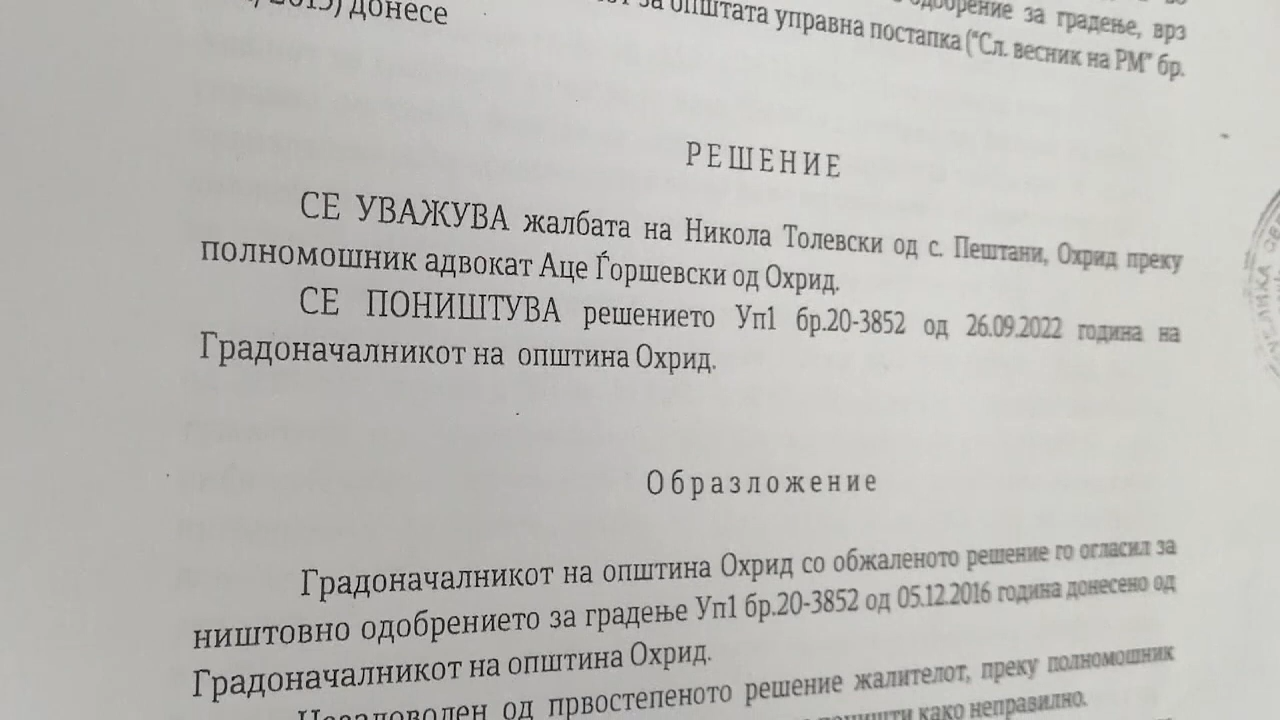 одобрение за градење, врз
за општата управна постапка ("Сл. весник на РМ" бр.
2015) донесе
РЕШЕНИЕ
СЕ УВАЖУВА жалбата на Никола Толевски од с. Пештани, Охрид преку
полномошник адвокат Аце Ѓоршевски од Охрид.
СЕ ПОНИШТУВА решението Уп1 бр.20-3852 од 26.09.2022 година на
Градоначалникот на општина Охрид.
Образложение
Градоначалникот на општина Охрид со обжаленото решение го огласил за
ништовно одобрението за градење Уп1 бр.20-3852 од 05.12.2016 година донесено од
Градоначалникот на општина Охрид.
Незадоволен од првостепеното решение жалителот, преку полномошник
поништи како неправилно.